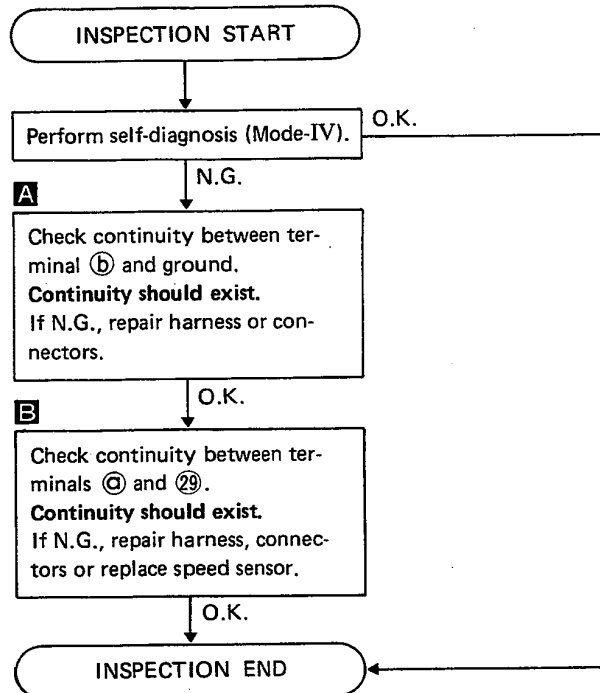 INSPECTION START
Perform self-diagnosis (Mode-IV).
O.K.
N.G.
A
Check continuity between ter-
minal ⓑ and ground.
Continuity should exist.
If N.G., repair harness or con-
nectors.
O.K.
B
Check continuity between ter-
minals ⓐ and ㉙.
Continuity should exist.
If N.G., repair harness, connec-
tors or replace speed sensor.
O.K.
INSPECTION END